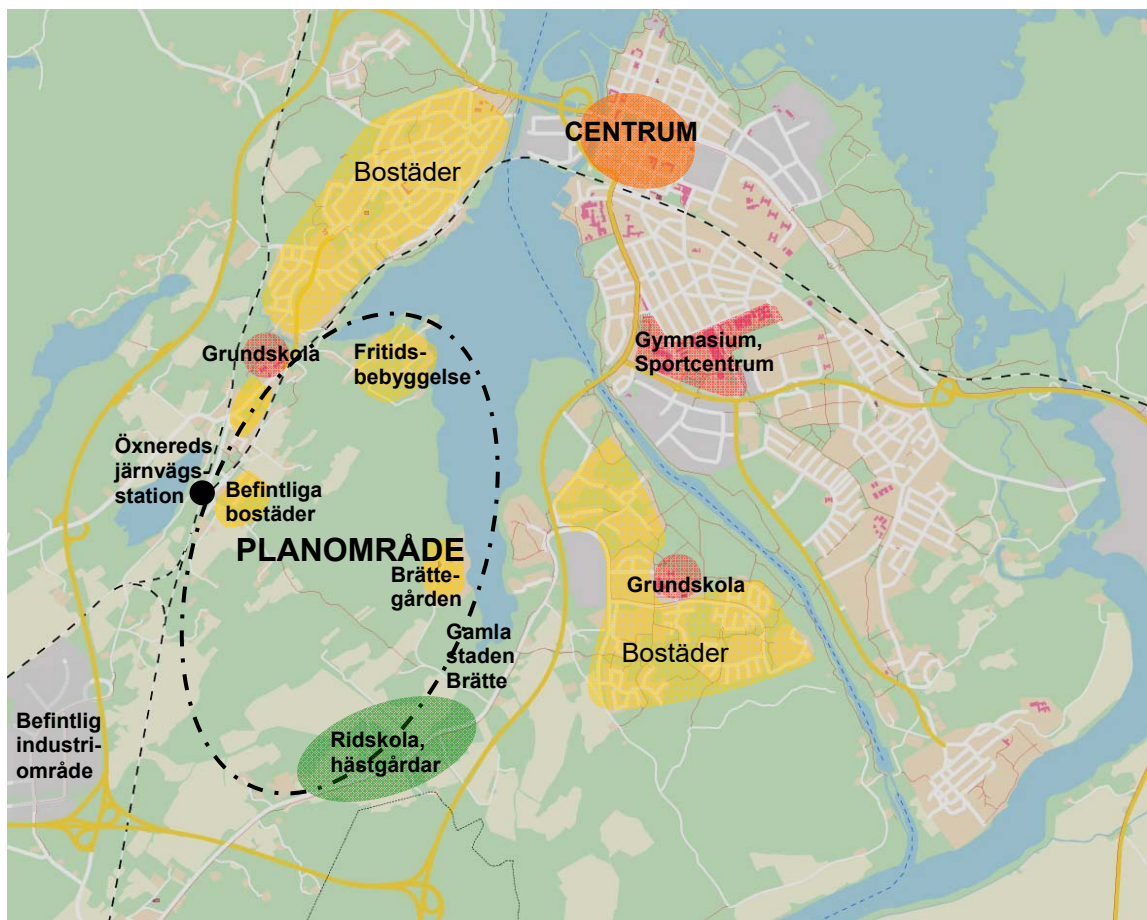 CENTRUM
Bostäder
Grundskola
Fritids-
bebyggelse
Gymnasium,
Sportcentrum
Öxnereds
järnvägs-
station
Befintliga
bostäder
PLANOMRÅDE
Brätte-
gården
Grundskola
Gamla
staden
Brätte
Bostäder
Befintlig
industri-
område
Ridskola,
hästgårdar